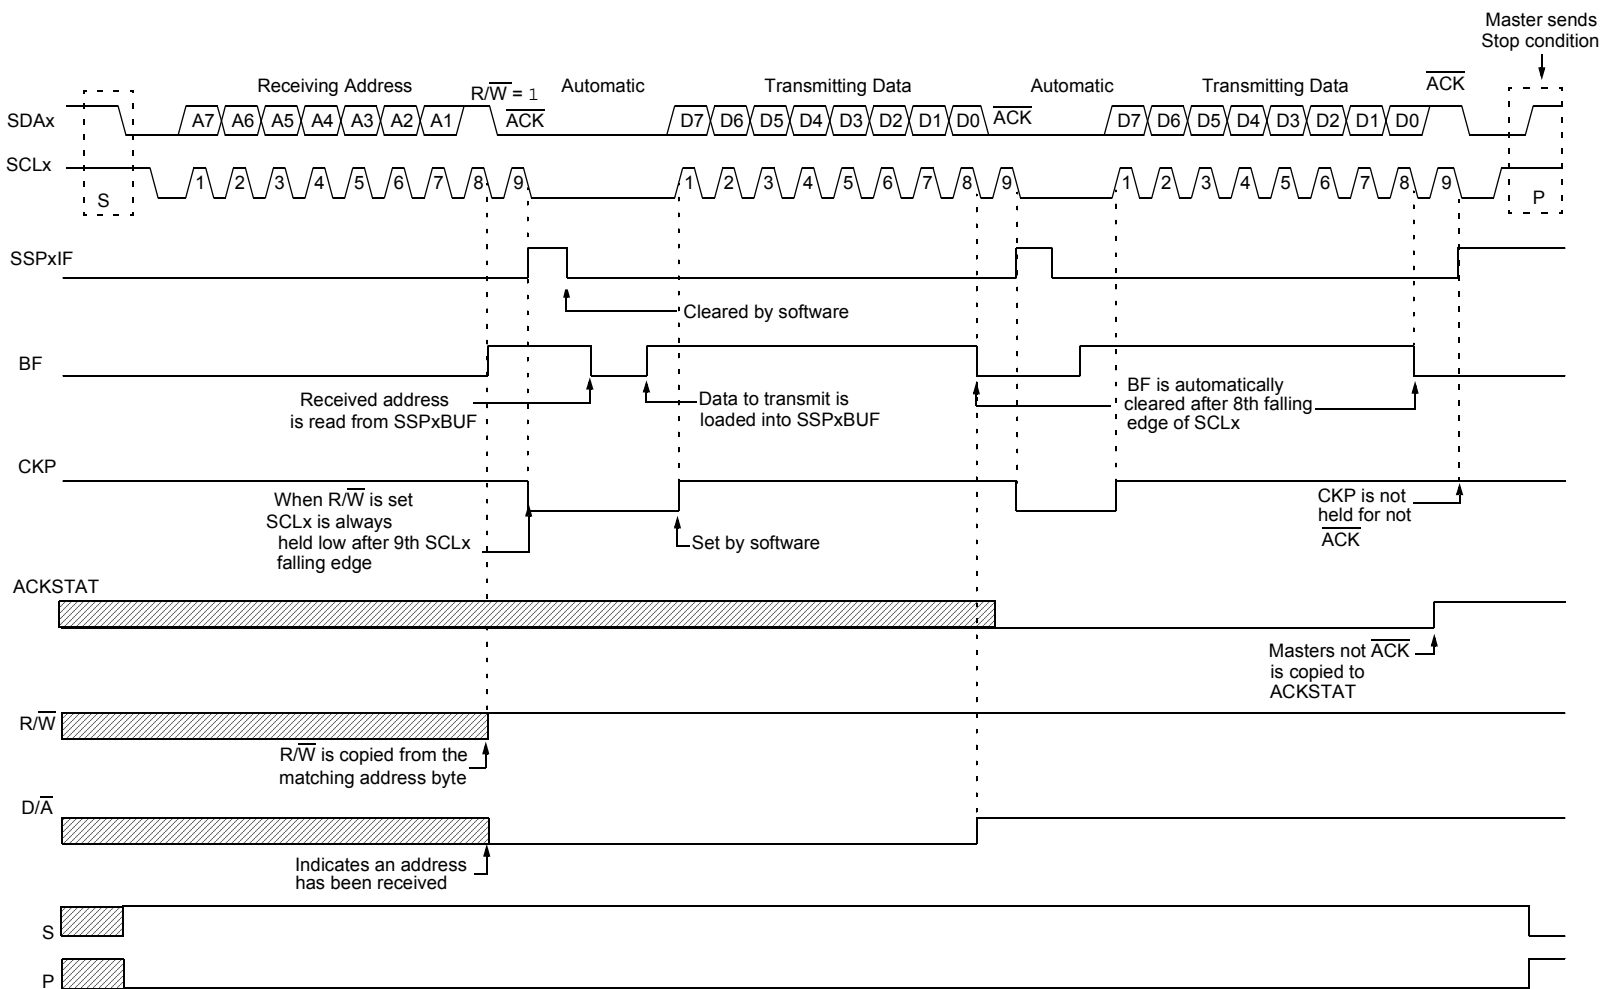 Master sends
Stop condition
Receiving Address
R/W = 1
Automatic
Transmitting Data
Automatic
Transmitting Data
ACK
SDAx
A7 A6 A5 A4 A3 A2 A1
ACK
D7 D6 D5 D4 D3 D2 D1 D0
ACK
D7 D6 D5 D4 D3 D2 D1 D0
SCLx
S
1 2 3 4 5 6 7 8 9
1 2 3 4 5 6 7 8 9
1 2 3 4 5 6 7 8 9
P
SSPxIF
Cleared by software
BF
Received address
is read from SSPxBUF
Data to transmit is
loaded into SSPxBUF
BF is automatically
cleared after 8th falling
edge of SCLx
CKP
When R/W is set
SCLx is always
held low after 9th SCLx
falling edge
Set by software
CKP is not
held for not
ACK
ACKSTAT
Masters not ACK
is copied to
ACKSTAT
R/W
R/W is copied from the
matching address byte
D/A
Indicates an address
has been received
S
P